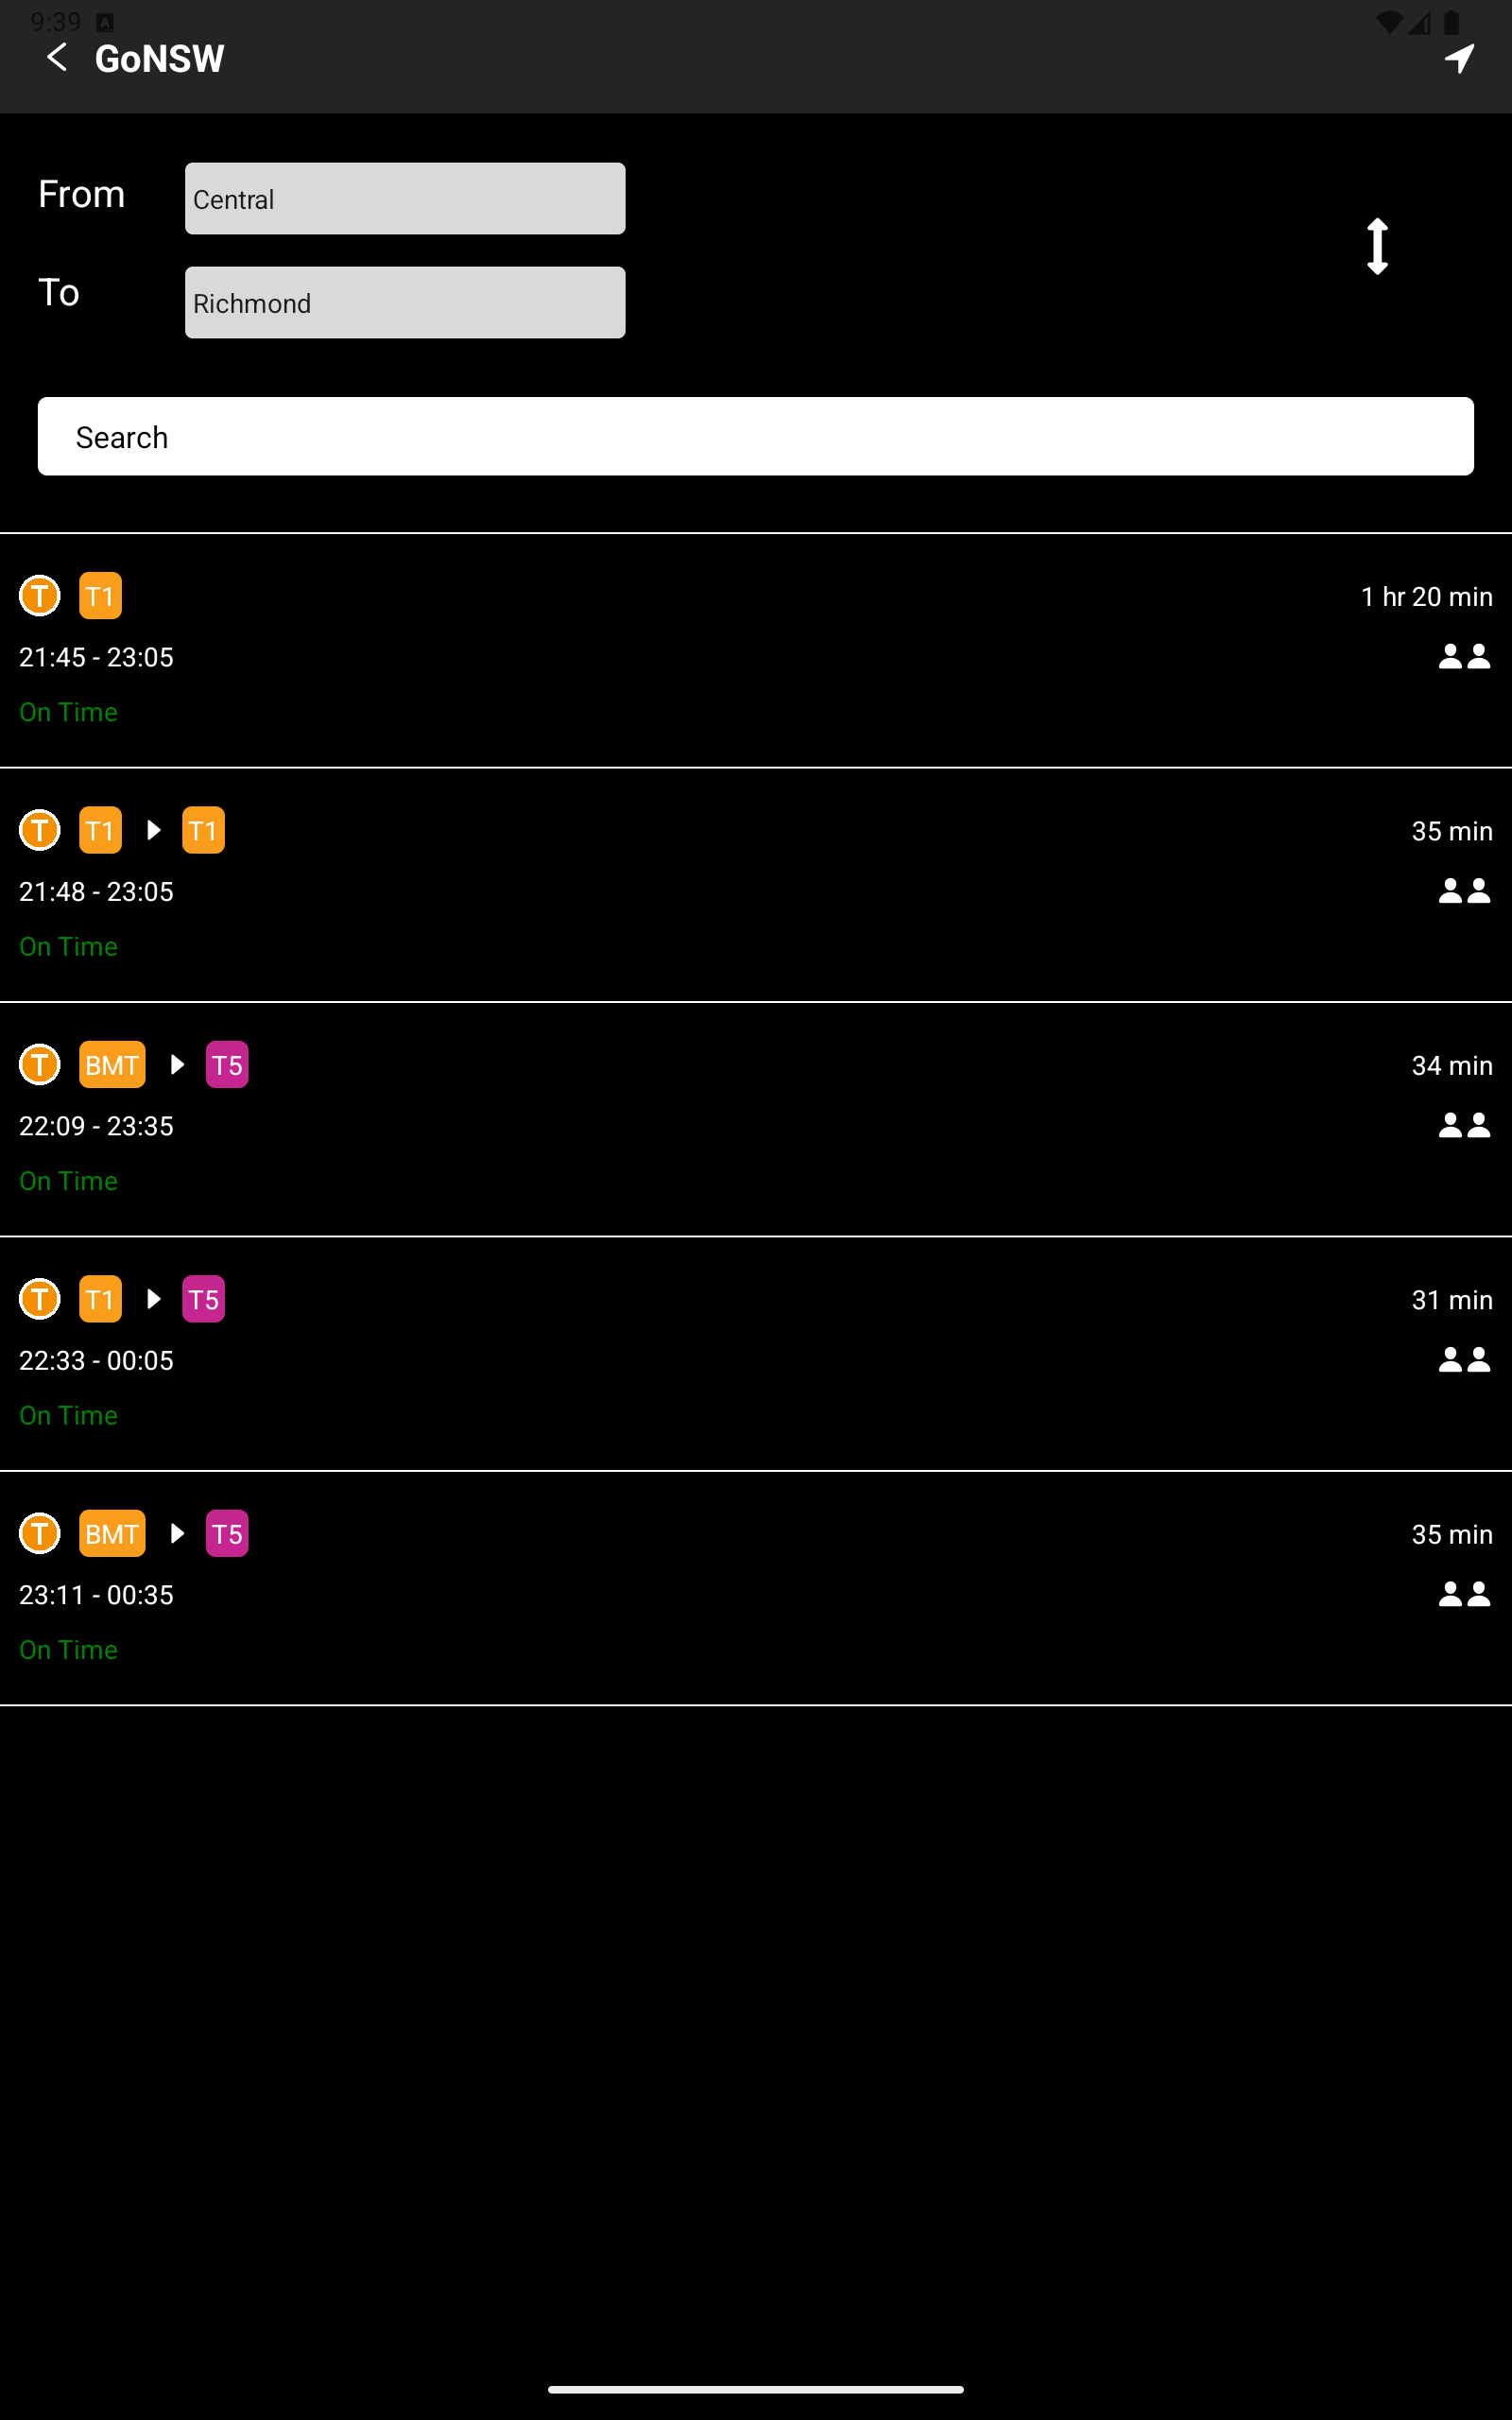 9:39
GoNSW
From
Central
To
Richmond
Search
T T1 1 hr 20 min
21:45 - 23:05
On Time
T T1 T1 35 min
21:48 - 23:05
On Time
T BMT T5 34 min
22:09 - 23:35
On Time
T T1 T5 31 min
22:33 - 00:05
On Time
T BMT T5 35 min
23:11 - 00:35
On Time